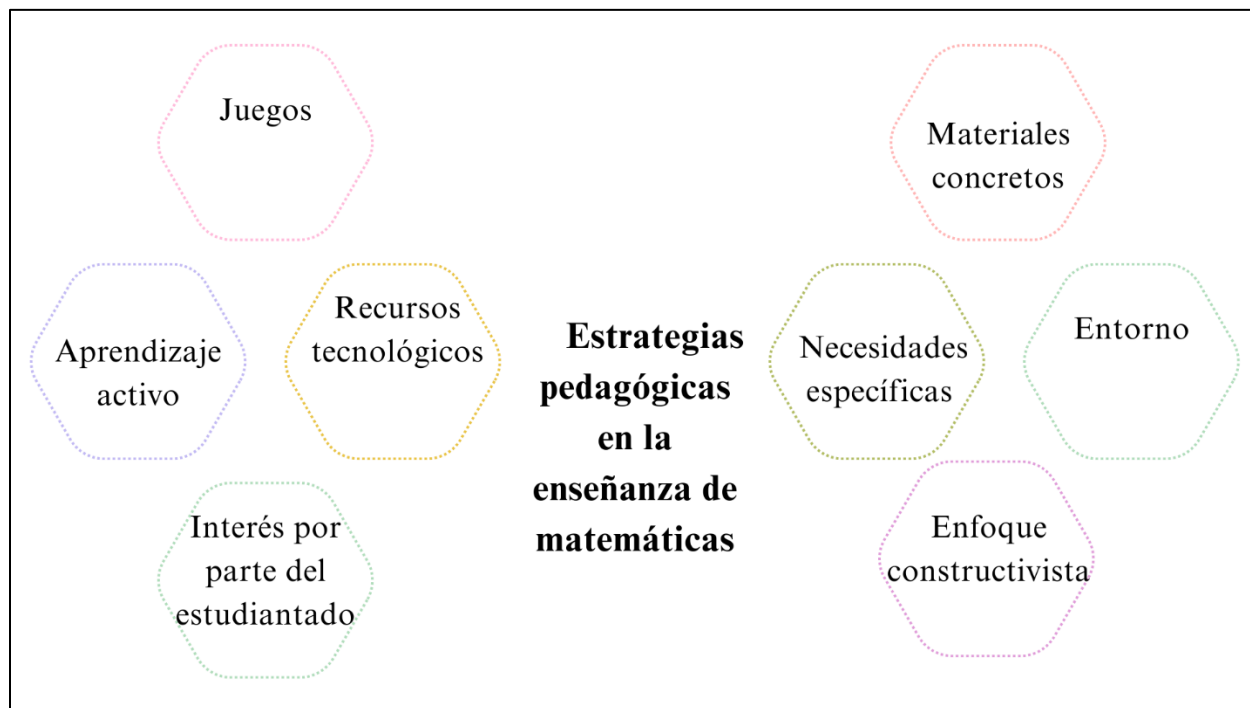 Juegos
Aprendizaje
activo
Recursos
tecnológicos
Interés por
parte del
estudiantado
Estrategias
pedagógicas
en la
enseñanza de
matemáticas
Materiales
concretos
Necesidades
específicas
Entorno
Enfoque
constructivista